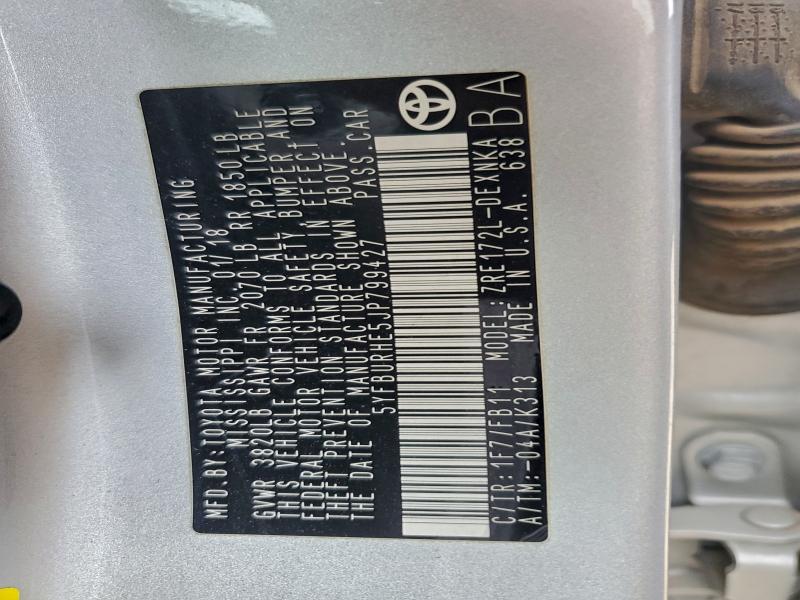 MFD.BY:TOYOTA MOTOR MANUFACTURING
MISSISSIPPI INC. 01/18
GVWR 3820LB GAWR FR 2070 LB RR 1850 LB
THIS VEHICLE CONFORMS TO ALL APPLICABLE
FEDERAL MOTOR VEHICLE SAFETY, BUMPER AND
THEFT PREVENTION STANDARDS IN EFFECT ON
THE DATE OF MANUFACTURE SHOWN ABOVE.
5YFBURHE5JP799427 PASS.CAR
C/TR: 1F7/FB11 MODEL: ZRE172L-DEXNKA
A/TM:-04A/K313 MADE IN U.S.A. 638
BA